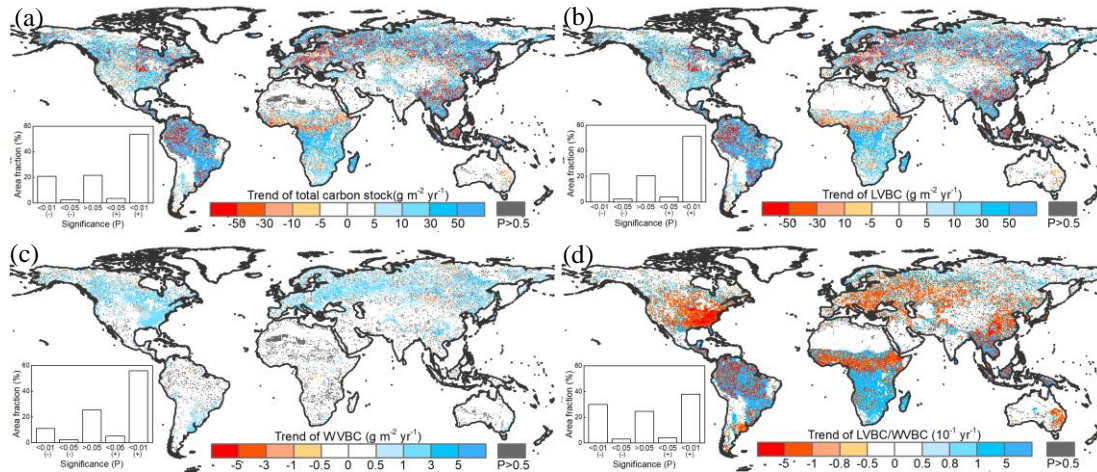 (a)
Area fraction (%)
60
40
20
0
<0.01 <0.05 >0.05 <0.05 <0.01
(-) (-) (+) (+)
Significance (P)
Trend of total carbon stock(g m⁻² yr⁻¹)
-50 -30 -10 -5 0 5 10 30 50 P>0.5
(b)
Area fraction (%)
60
40
20
0
<0.01 <0.05 >0.05 <0.05 <0.01
(-) (-) (+) (+)
Significance (P)
Trend of LVBC (g m⁻² yr⁻¹)
-50 -30 -10 -5 0 5 10 30 50 P>0.5
(c)
Area fraction (%)
60
40
20
0
<0.01 <0.05 >0.05 <0.05 <0.01
(-) (-) (+) (+)
Significance (P)
Trend of WVBC (g m⁻² yr⁻¹)
-5 -3 -1 -0.5 0 0.5 1 3 5 P>0.5
(d)
Area fraction (%)
60
40
20
0
<0.01 <0.05 >0.05 <0.05 <0.01
(-) (-) (+) (+)
Significance (P)
Trend of LVBC/WVBC (10⁻¹ yr⁻¹)
-5 -1 -0.8 -0.5 0 0.5 0.8 1 5 P>0.5